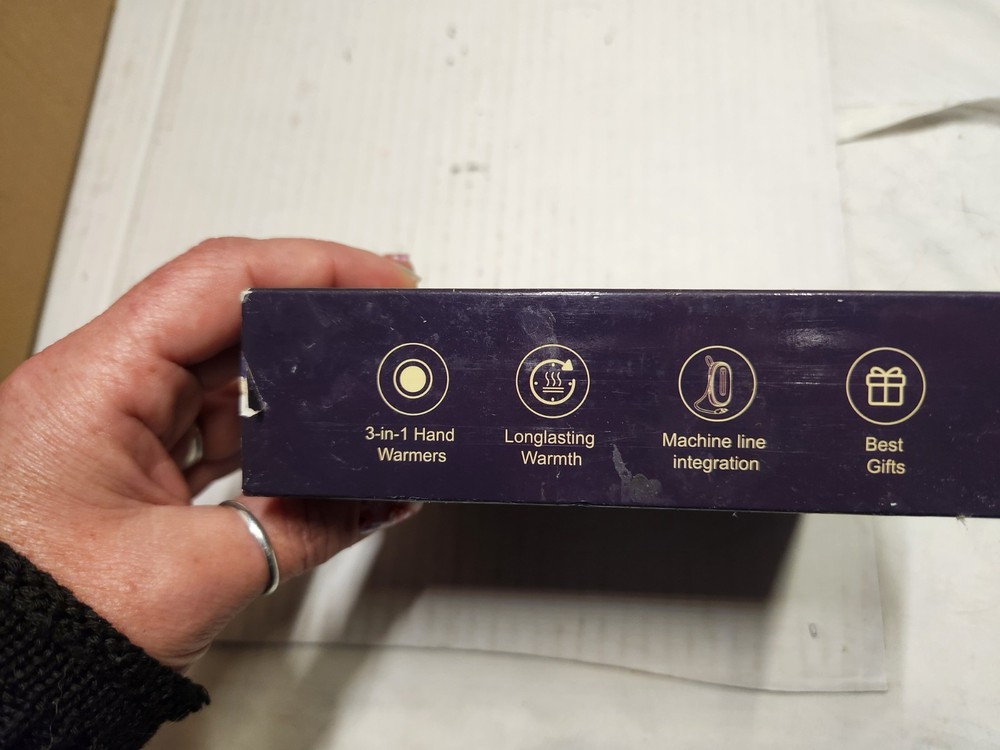 3-in-1 Hand
Warmers
Longlasting
Warmth
Machine line
integration
Best
Gifts